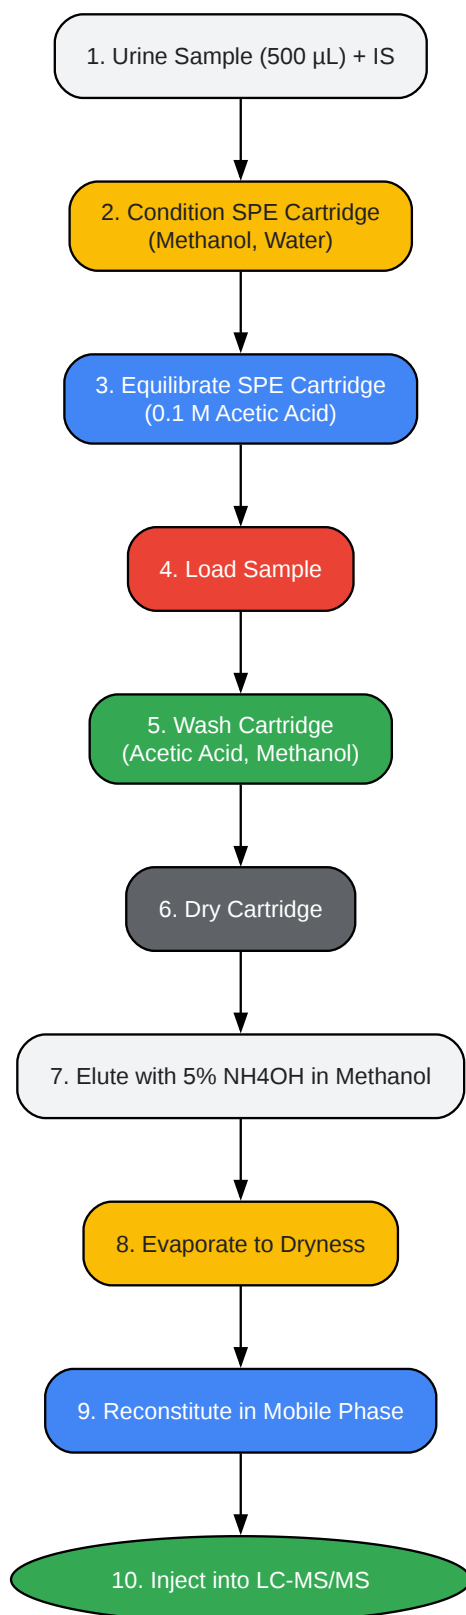 1. Urine Sample (500 µL) + IS
2. Condition SPE Cartridge
(Methanol, Water)
3. Equilibrate SPE Cartridge
(0.1 M Acetic Acid)
4. Load Sample
5. Wash Cartridge
(Acetic Acid, Methanol)
6. Dry Cartridge
7. Elute with 5% NH4OH in Methanol
8. Evaporate to Dryness
9. Reconstitute in Mobile Phase
10. Inject into LC-MS/MS